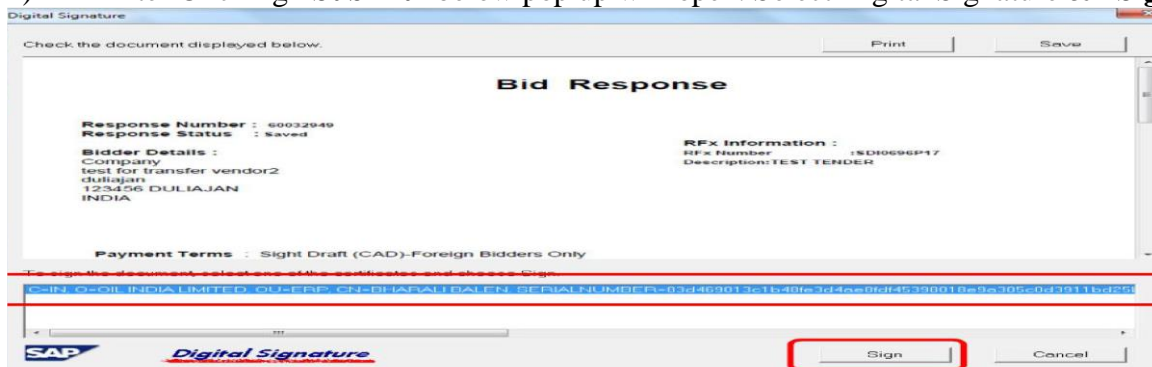 Digital Signature
Check the document displayed below.
Print
Save
Bid Response
Response Number : 60032949
Response Status : Saved
RFx Information :
Bidder Details :
RFx Number :SDI0696P17
Company
Description:TEST TENDER
test for transfer vendor2
duliajan
123456 DULIAJAN
INDIA
Payment Terms : Sight Draft (CAD)-Foreign Bidders Only
To sign the document, select one of the certificates and choose Sign.
C=IN, O=OIL INDIA LIMITED, OU=ERP, CN=BHARALI BALEN, SERIALNUMBER=
SAP
Digital Signature
Sign
Cancel